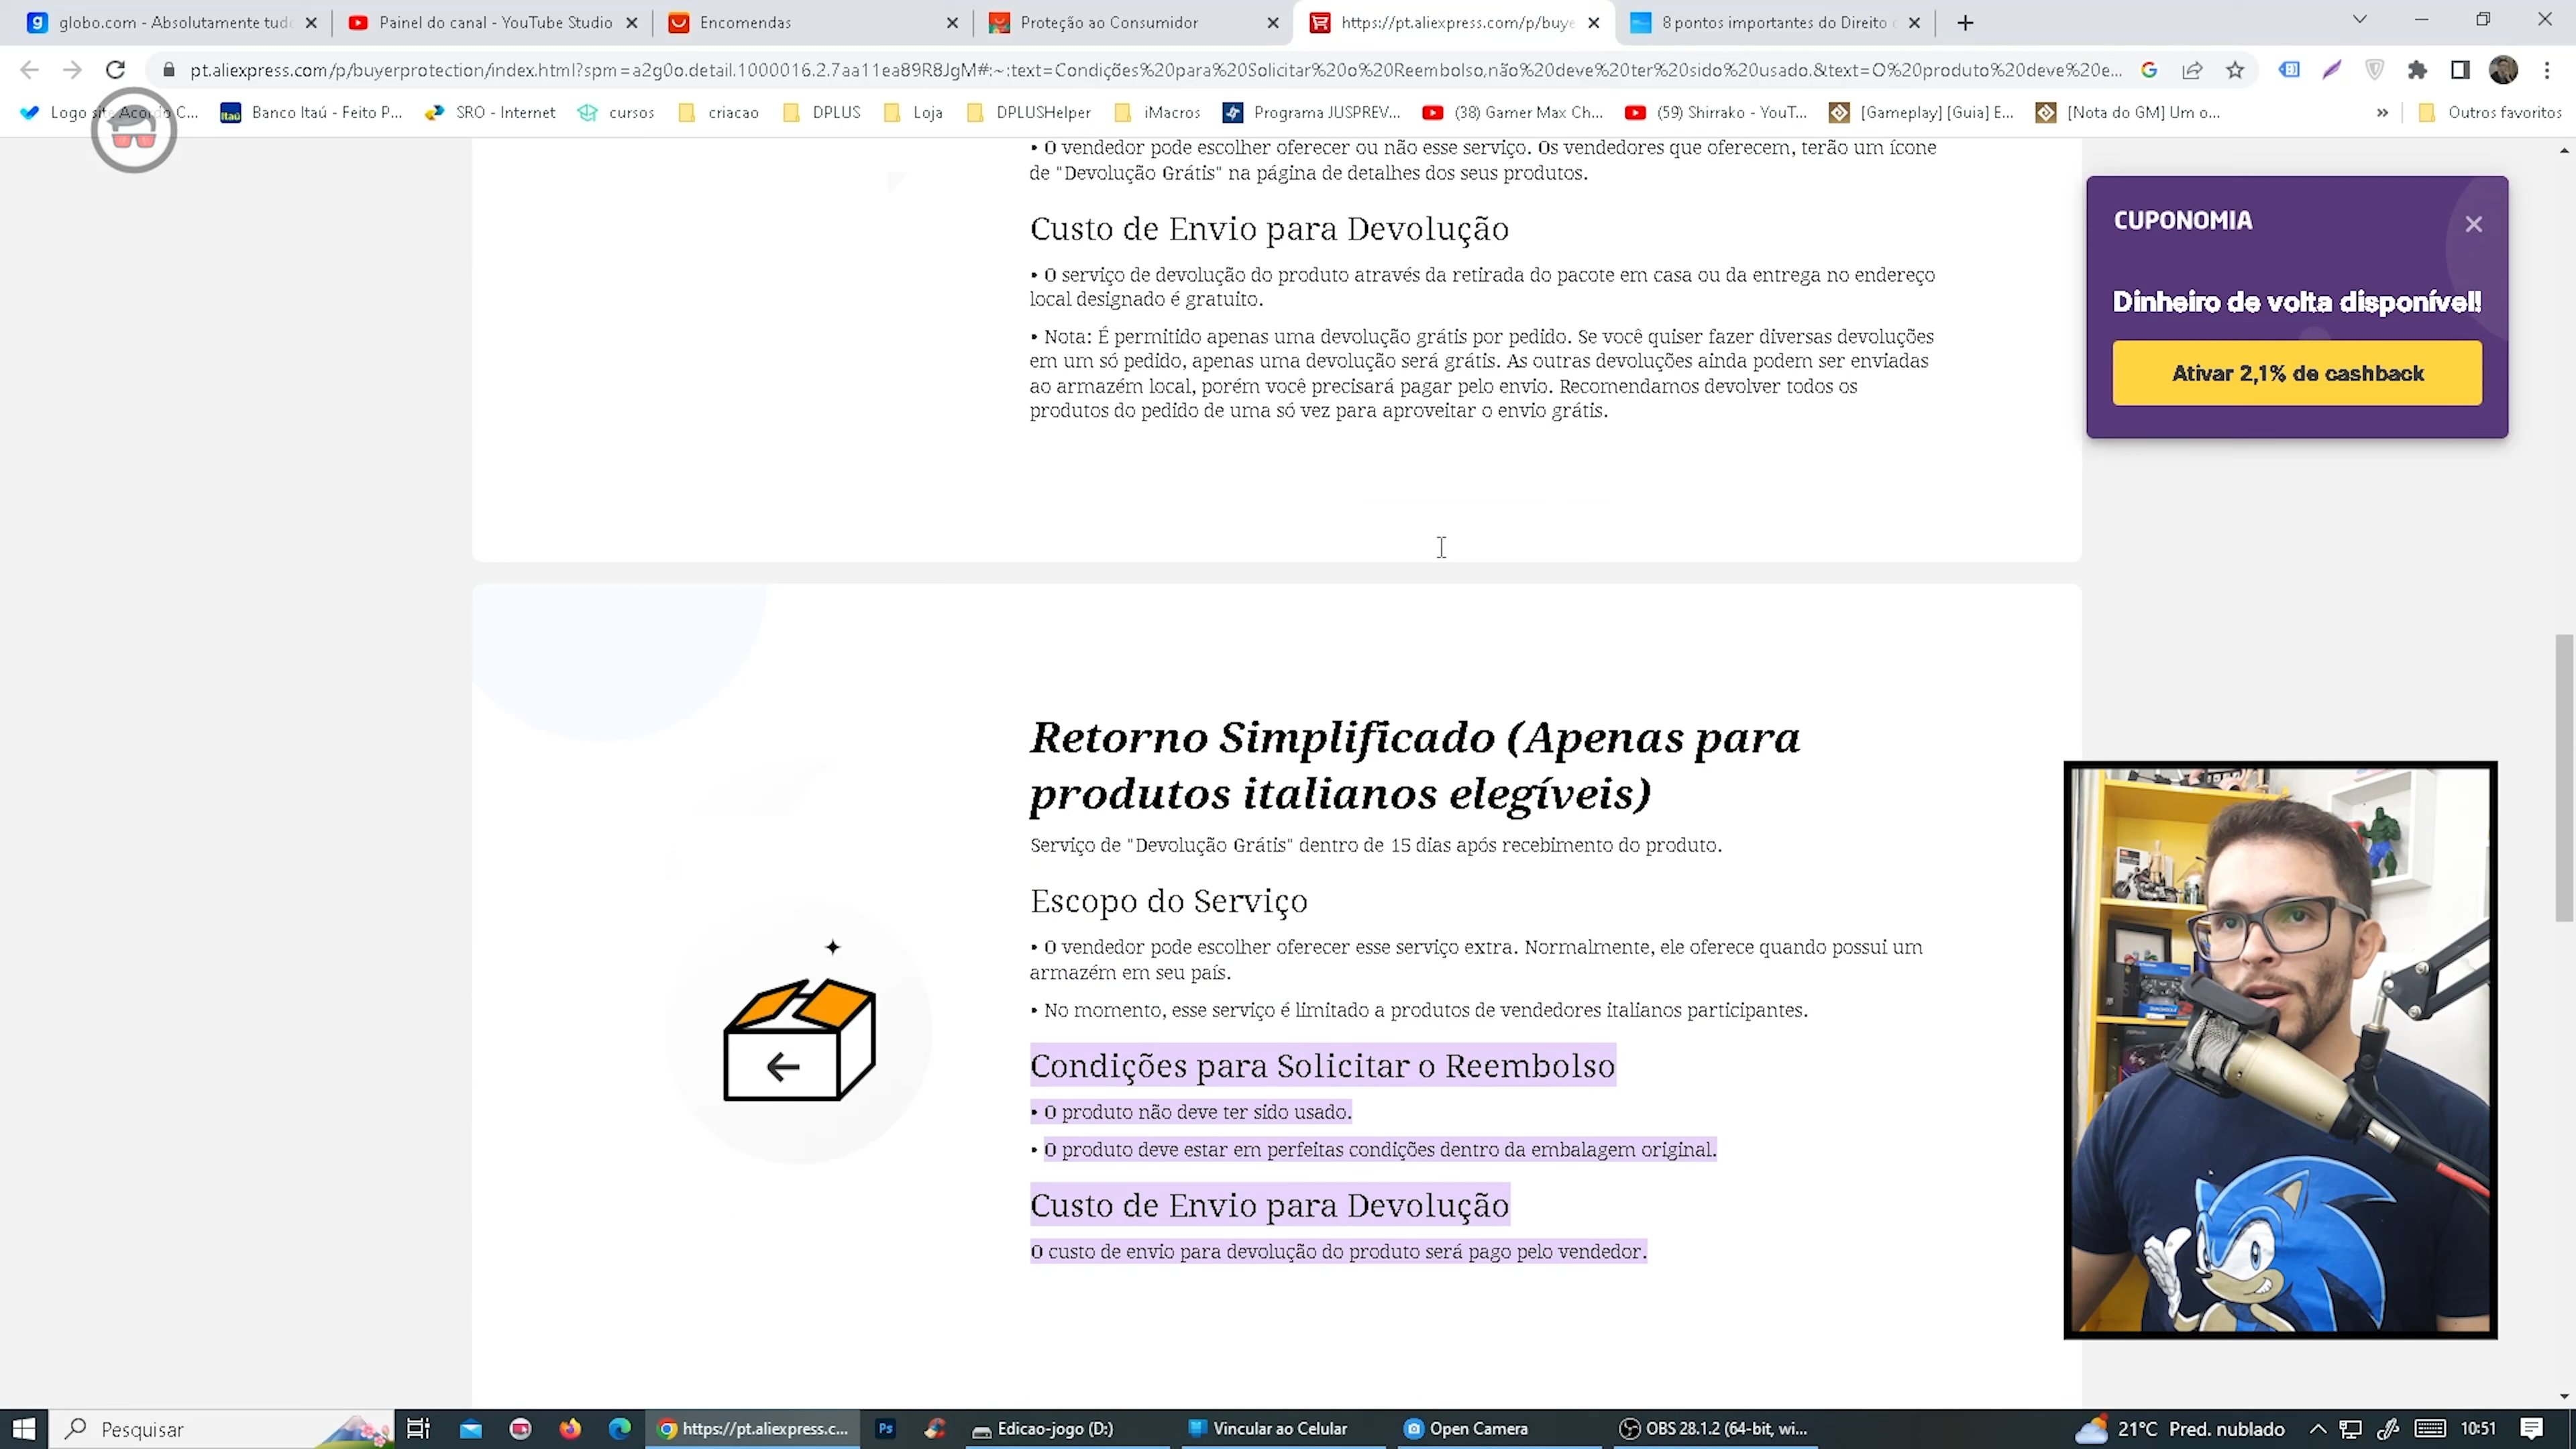 globo.com - Absolutamente tud
Painel do canal - YouTube Studio
Encomendas
Proteção ao Consumidor
https://pt.aliexpress.com/p/buye
8 pontos importantes do Direito
pt.aliexpress.com/p/buyerprotection/index.html?spm=a2g0o.detail.1000016.2.7aa11ea89R8JgM#:~:text=Condições%20para%20Solicitar%20o%20Reembolso,não%20deve%20ter%20sido%20usado.&text=O%20produto%20deve%20e...
Logo site Acordo C...
Banco Itaú - Feito P...
SRO - Internet
cursos
criacao
DPLUS
Loja
DPLUSHelper
iMacros
Programa JUSPREV...
(38) Gamer Max Ch...
(59) Shirrako - YouT...
[Gameplay] [Guia] E...
[Nota do GM] Um o...
»
Outros favoritos
• O vendedor pode escolher oferecer ou não esse serviço. Os vendedores que oferecem, terão um ícone
de "Devolução Grátis" na página de detalhes dos seus produtos.
Custo de Envio para Devolução
• O serviço de devolução do produto através da retirada do pacote em casa ou da entrega no endereço
local designado é gratuito.
• Nota: É permitido apenas uma devolução grátis por pedido. Se você quiser fazer diversas devoluções
em um só pedido, apenas uma devolução será grátis. As outras devoluções ainda podem ser enviadas
ao armazém local, porém você precisará pagar pelo envio. Recomendamos devolver todos os
produtos do pedido de uma só vez para aproveitar o envio grátis.
CUPONOMIA
Dinheiro de volta disponível!
Ativar 2,1% de cashback
Retorno Simplificado (Apenas para
produtos italianos elegíveis)
Serviço de "Devolução Grátis" dentro de 15 dias após recebimento do produto.
Escopo do Serviço
• O vendedor pode escolher oferecer esse serviço extra. Normalmente, ele oferece quando possui um
armazém em seu país.
• No momento, esse serviço é limitado a produtos de vendedores italianos participantes.
Condições para Solicitar o Reembolso
• O produto não deve ter sido usado.
• O produto deve estar em perfeitas condições dentro da embalagem original.
Custo de Envio para Devolução
O custo de envio para devolução do produto será pago pelo vendedor.
Pesquisar
https://pt.aliexpress.c...
Ps
Edicao-jogo (D:)
Vincular ao Celular
Open Camera
OBS 28.1.2 (64-bit, wi...
21°C Pred. nublado
10:51